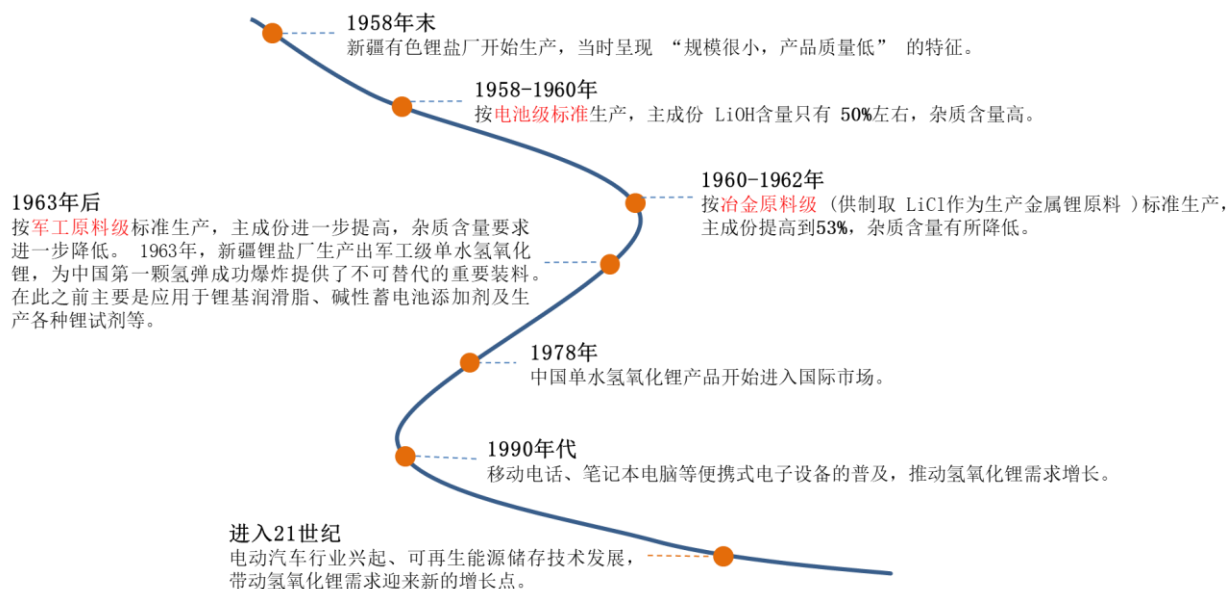 1958年末
新疆有色锂盐厂开始生产，当时呈现 “规模很小，产品质量低” 的特征。
1958-1960年
按电池级标准生产，主成份 LiOH含量只有 50%左右，杂质含量高。
1960-1962年
按冶金原料级 (供制取 LiCl作为生产金属锂原料 )标准生产，
主成份提高到53%，杂质含量有所降低。
1963年后
按军工原料级标准生产，主成份进一步提高，杂质含量要求
进一步降低。 1963年，新疆锂盐厂生产出军工级单水氢氧化
锂，为中国第一颗氢弹成功爆炸提供了不可替代的重要装料。
在此之前主要是应用于锂基润滑脂、碱性蓄电池添加剂及生
产各种锂试剂等。
1978年
中国单水氢氧化锂产品开始进入国际市场。
1990年代
移动电话、笔记本电脑等便携式电子设备的普及，推动氢氧化锂需求增长。
进入21世纪
电动汽车行业兴起、可再生能源储存技术发展，
带动氢氧化锂需求迎来新的增长点。